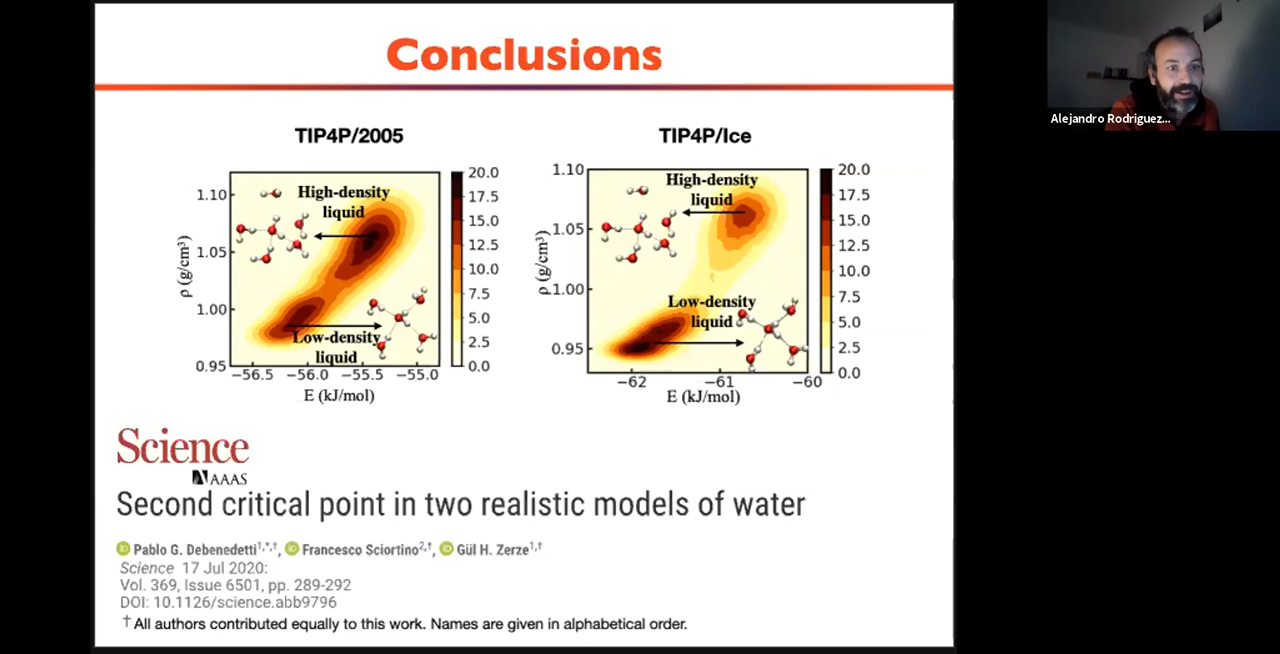 Conclusions
TIP4P/2005
High-density
liquid
Low-density
liquid
1.10
1.05
1.00
0.95
ρ (g/cm³)
−56.5 −56.0 −55.5 −55.0
E (kJ/mol)
20.0
17.5
15.0
12.5
10.0
7.5
5.0
2.5
0.0
TIP4P/Ice
High-density
liquid
Low-density
liquid
1.10
1.05
1.00
0.95
ρ (g/cm³)
−62 −61 −60
E (kJ/mol)
20.0
17.5
15.0
12.5
10.0
7.5
5.0
2.5
0.0
Science
AAAS
Second critical point in two realistic models of water
iD Pablo G. Debenedetti1,*,†, iD Francesco Sciortino2,†, iD Gül H. Zerze1,†
Science 17 Jul 2020:
Vol. 369, Issue 6501, pp. 289-292
DOI: 10.1126/science.abb9796
†All authors contributed equally to this work. Names are given in alphabetical order.
Alejandro Rodriguez...